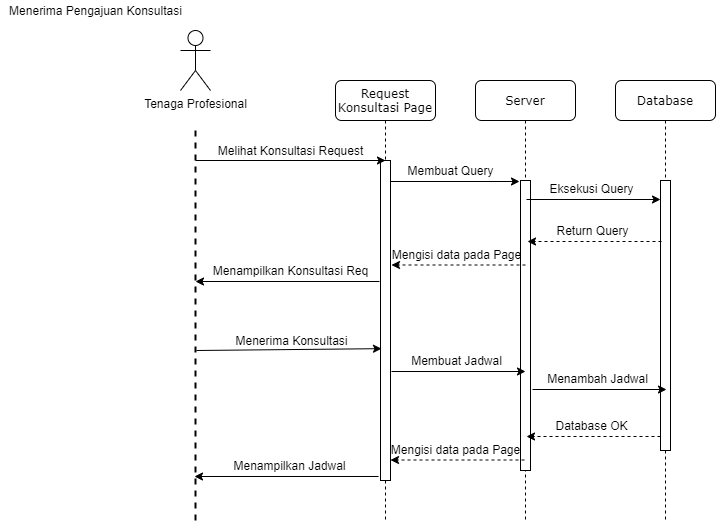 Menerima Pengajuan Konsultasi
Tenaga Profesional
Request
Konsultasi Page
Server
Database
Melihat Konsultasi Request
Membuat Query
Eksekusi Query
Return Query
Mengisi data pada Page
Menampilkan Konsultasi Req
Menerima Konsultasi
Membuat Jadwal
Menambah Jadwal
Database OK
Mengisi data pada Page
Menampilkan Jadwal